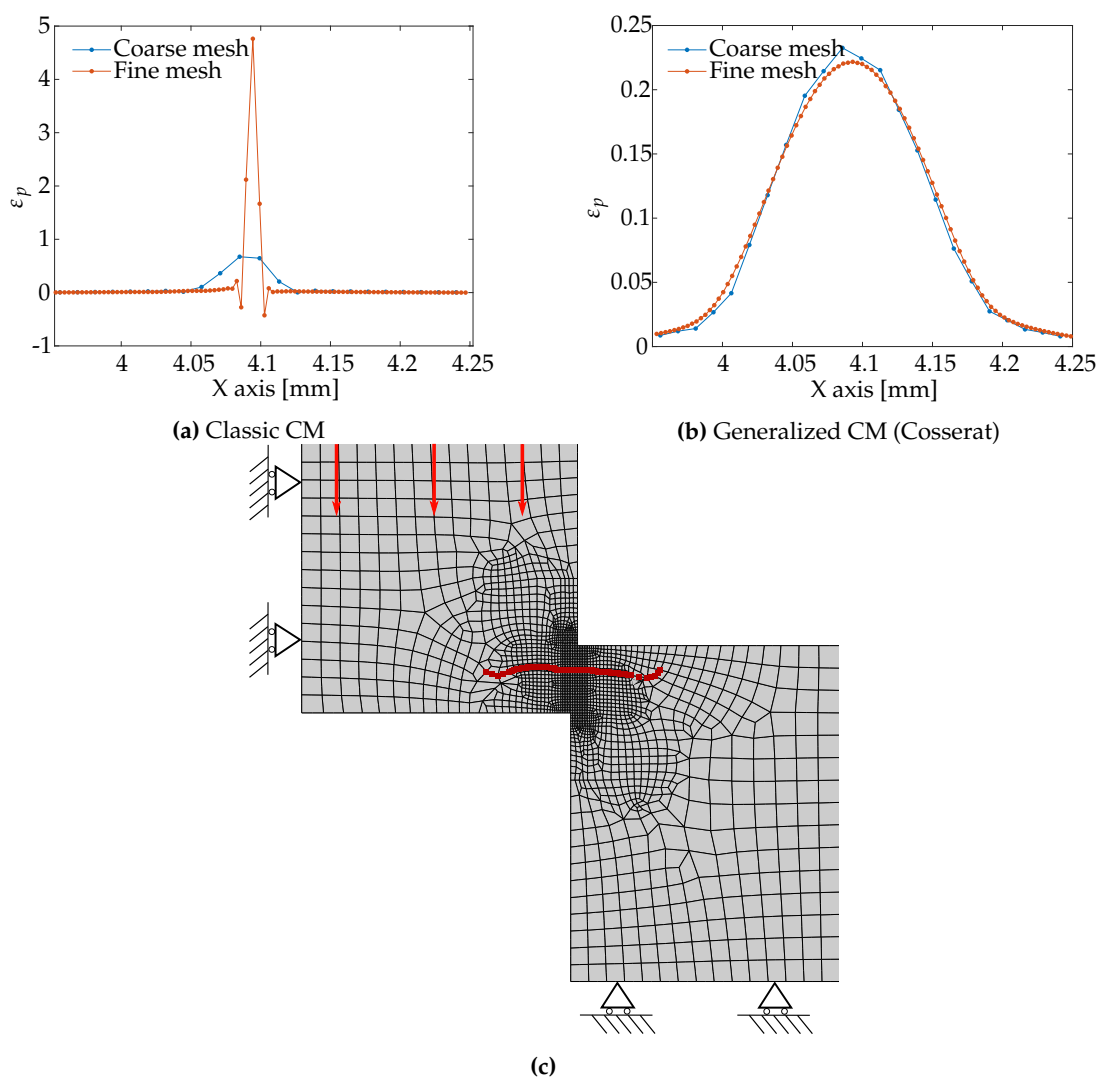 5
4
3
2
1
0
-1
Coarse mesh
Fine mesh
εp
4
4.05
4.1
4.15
4.2
4.25
X axis [mm]
(a) Classic CM
0.25
0.2
0.15
0.1
0.05
0
Coarse mesh
Fine mesh
εp
4
4.05
4.1
4.15
4.2
4.25
X axis [mm]
(b) Generalized CM (Cosserat)
(c)